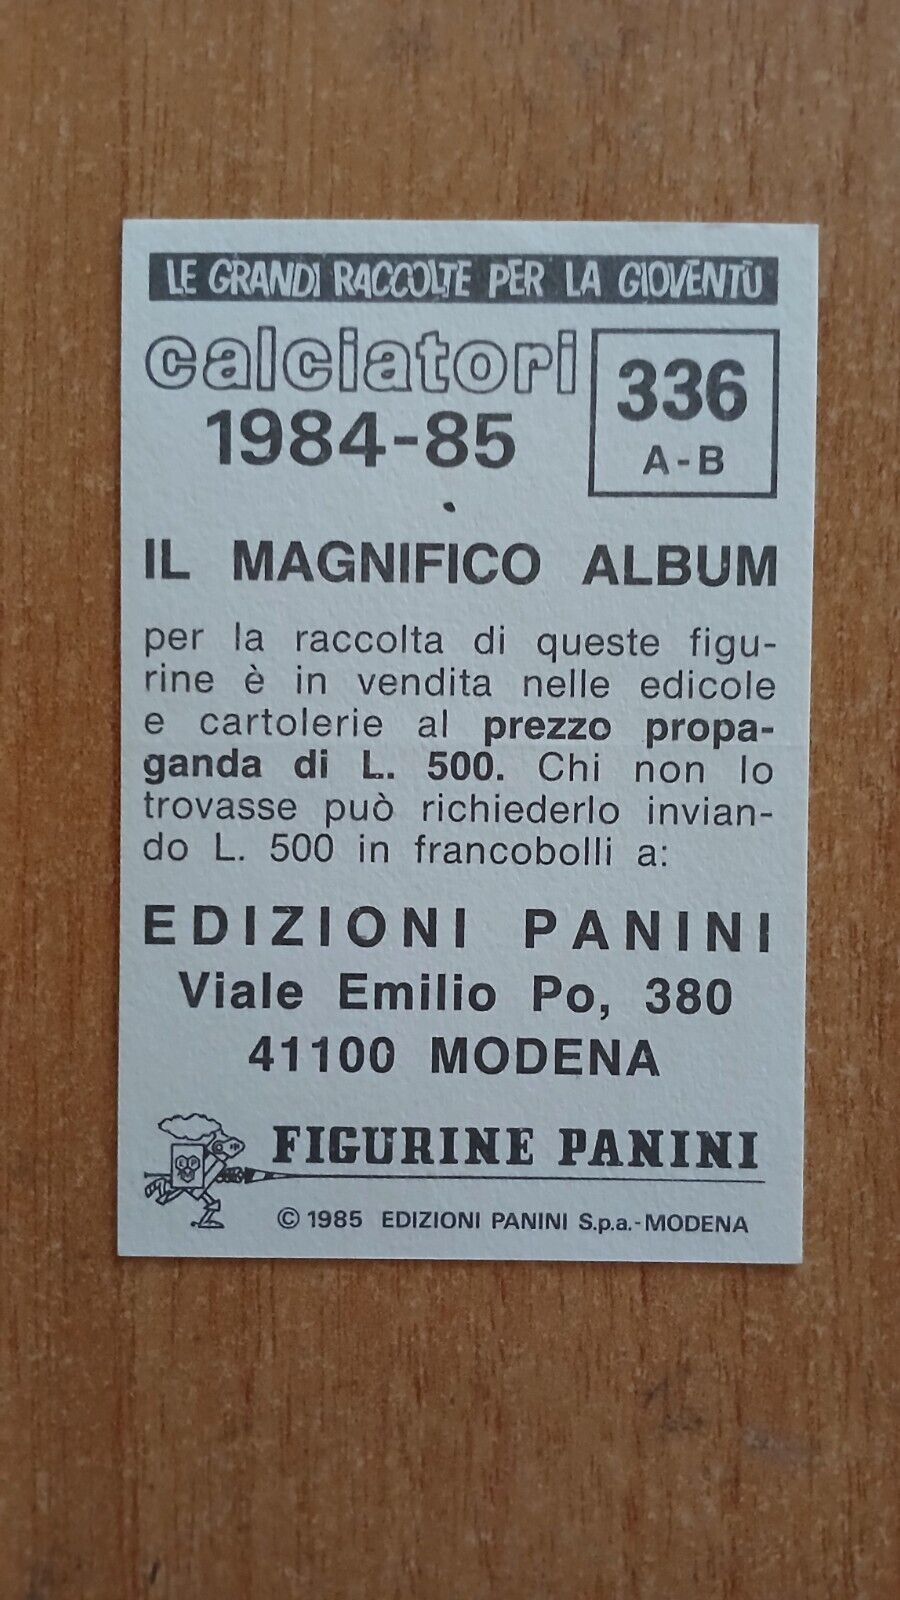 LE GRANDI RACCOLTE PER LA GIOVENTÙ
calciatori
1984-85
336
A-B
IL MAGNIFICO ALBUM
per la raccolta di queste figu-
rine è in vendita nelle edicole
e cartolerie al prezzo propa-
ganda di L. 500. Chi non lo
trovasse può richiederlo invian-
do L. 500 in francobolli a:
EDIZIONI PANINI
Viale Emilio Po, 380
41100 MODENA
FIGURINE PANINI
© 1985 EDIZIONI PANINI S.p.a.-MODENA